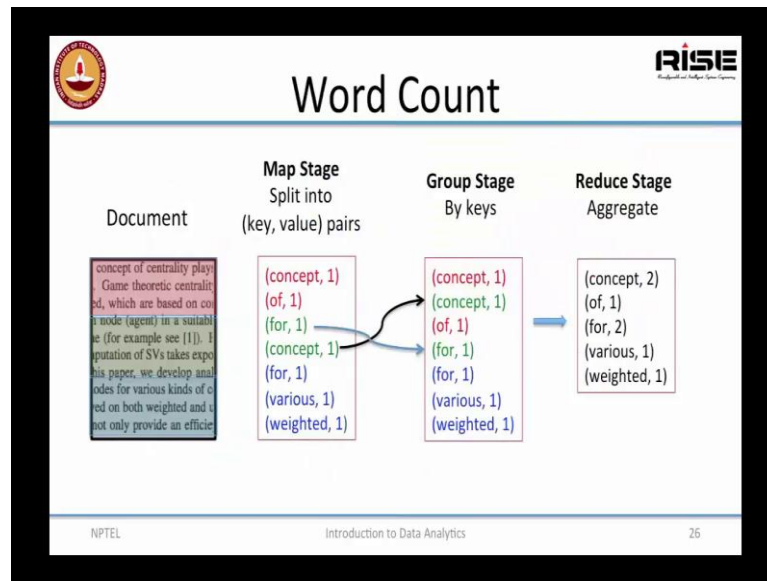 RISE
Word Count
Document
Map Stage
Split into
(key, value) pairs
Group Stage
By keys
Reduce Stage
Aggregate
concept of centrality plays
. Game theoretic centrality
ed, which are based on co
n node (agent) in a suitabl
e (for example see [1]). H
putation of SVs takes expo
his paper, we develop anal
odes for various kinds of c
ved on both weighted and u
not only provide an efficie
(concept, 1)
(of, 1)
(for, 1)
(concept, 1)
(for, 1)
(various, 1)
(weighted, 1)
(concept, 1)
(concept, 1)
(of, 1)
(for, 1)
(for, 1)
(various, 1)
(weighted, 1)
(concept, 2)
(of, 1)
(for, 2)
(various, 1)
(weighted, 1)
NPTEL
Introduction to Data Analytics
26